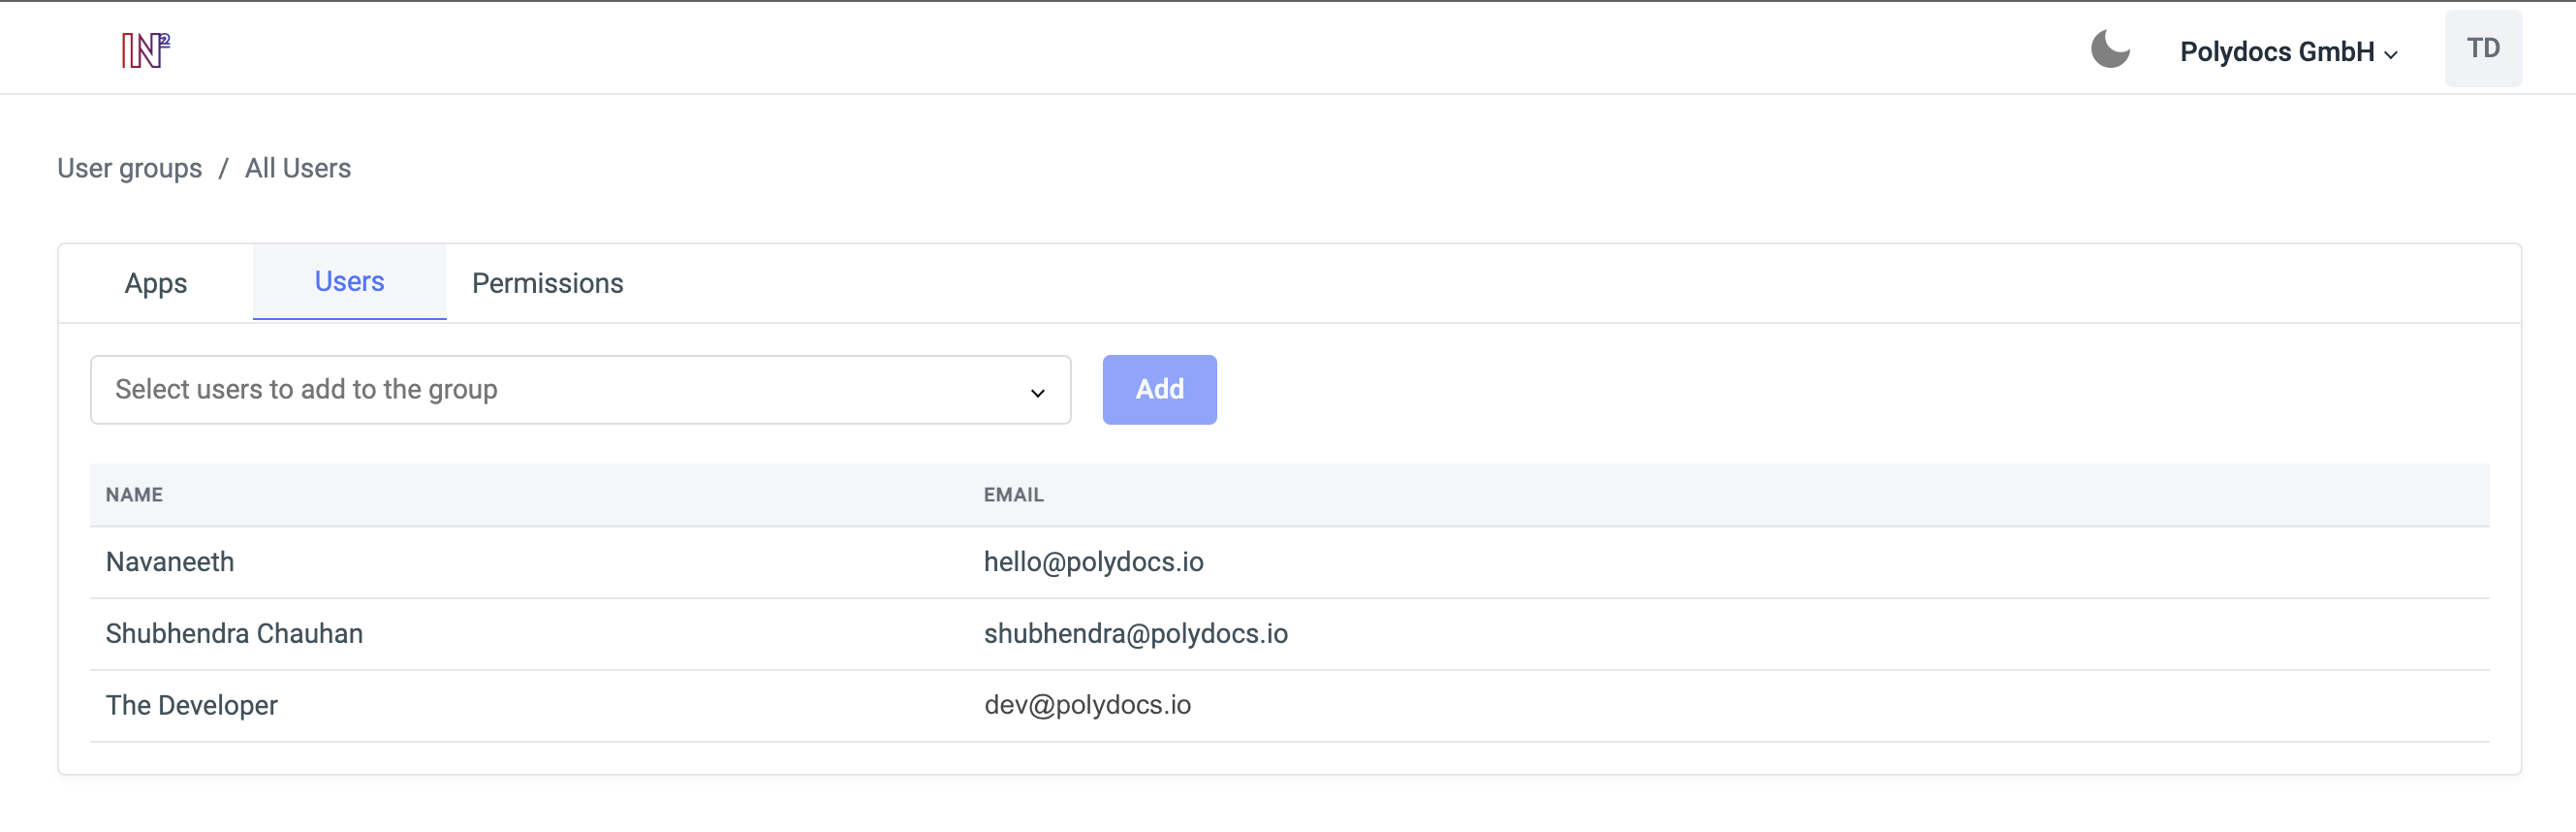 IN²²
Polydocs GmbH
TD
User groups / All Users
Apps Users Permissions
Select users to add to the group
Add
NAME EMAIL
Navaneeth hello@polydocs.io
Shubhendra Chauhan shubhendra@polydocs.io
The Developer dev@polydocs.io